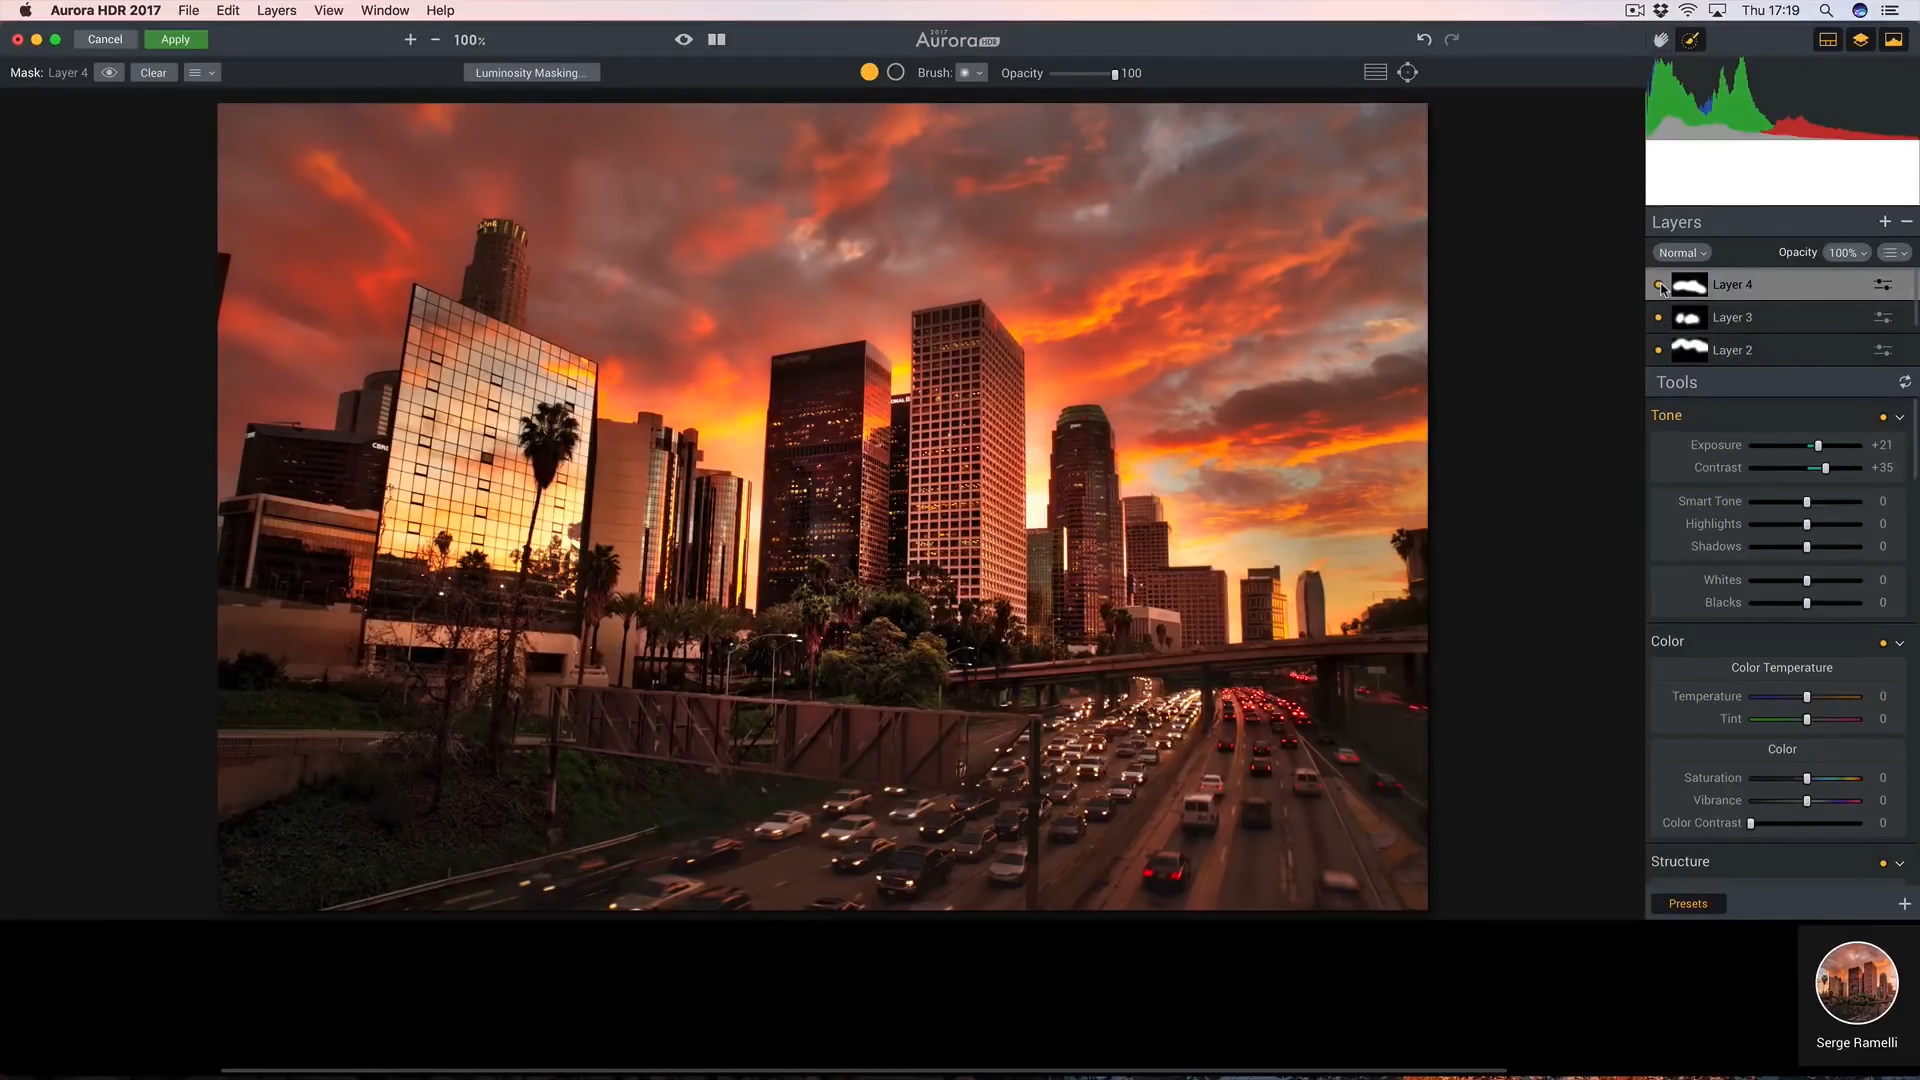 Aurora HDR 2017 File Edit Layers View Window Help
Thu 17:19
Cancel Apply
100%
2017
Aurora HDR
Mask: Layer 4
Clear
Luminosity Masking...
Brush:
Opacity
100
Layers
Normal
Opacity 100%
Layer 4
Layer 3
Layer 2
Tools
Tone
Exposure +21
Contrast +35
Smart Tone 0
Highlights 0
Shadows 0
Whites 0
Blacks 0
Color
Color Temperature
Temperature 0
Tint 0
Color
Saturation 0
Vibrance 0
Color Contrast 0
Structure
Presets
Serge Ramelli
CBRE